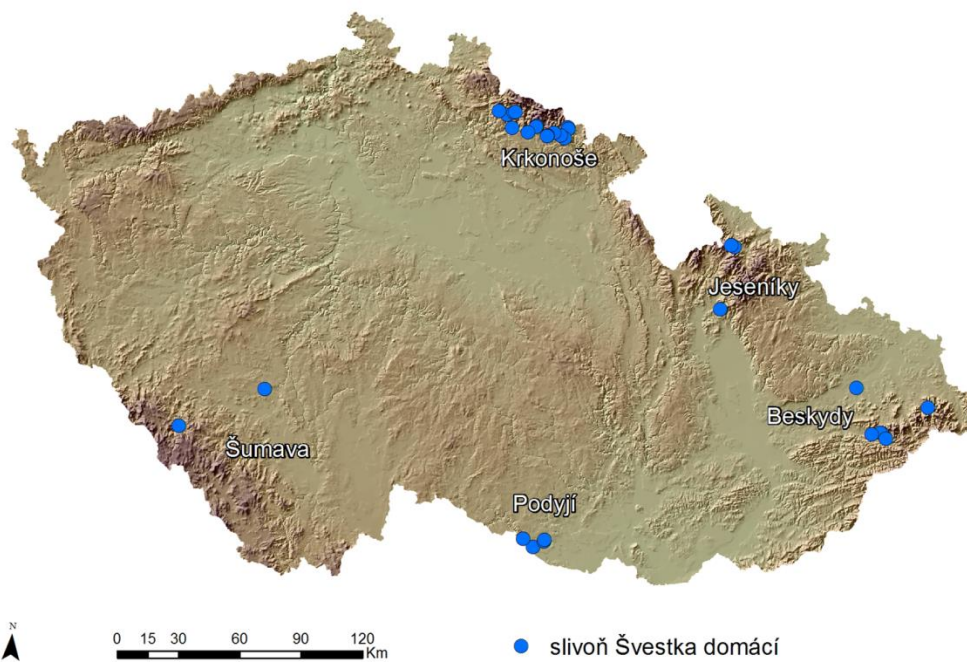 Krkonoše
Jeseníky
Beskydy
Šumava
Podyjí
N
0 15 30 60 90 120
Km
slivoň Švestka domácí